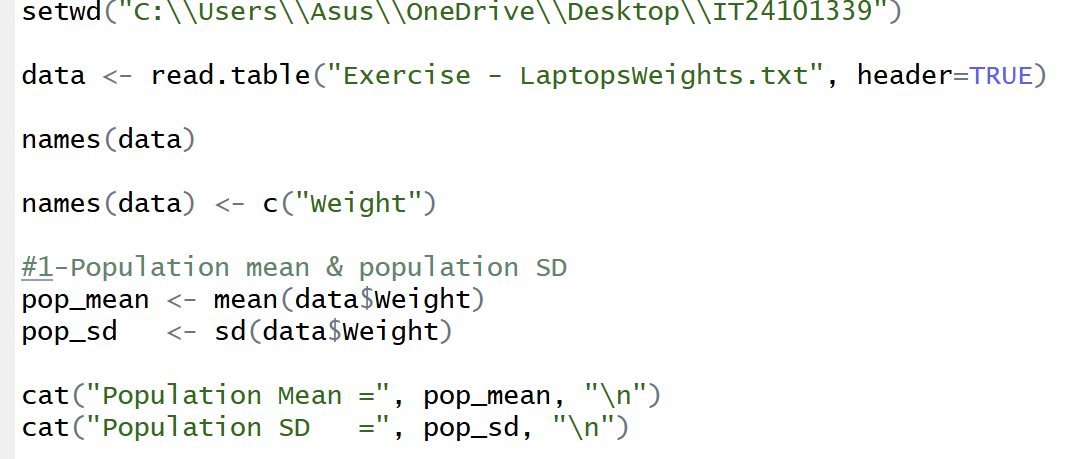 setwd("C:\\Users\\Asus\\OneDrive\\Desktop\\IT24101339")
data <- read.table("Exercise - LaptopsWeights.txt", header=TRUE)
names(data)
names(data) <- c("Weight")
#1-Population mean & population SD
pop_mean <- mean(data$Weight)
pop_sd   <- sd(data$Weight)
cat("Population Mean =", pop_mean, "\n")
cat("Population SD   =", pop_sd, "\n")